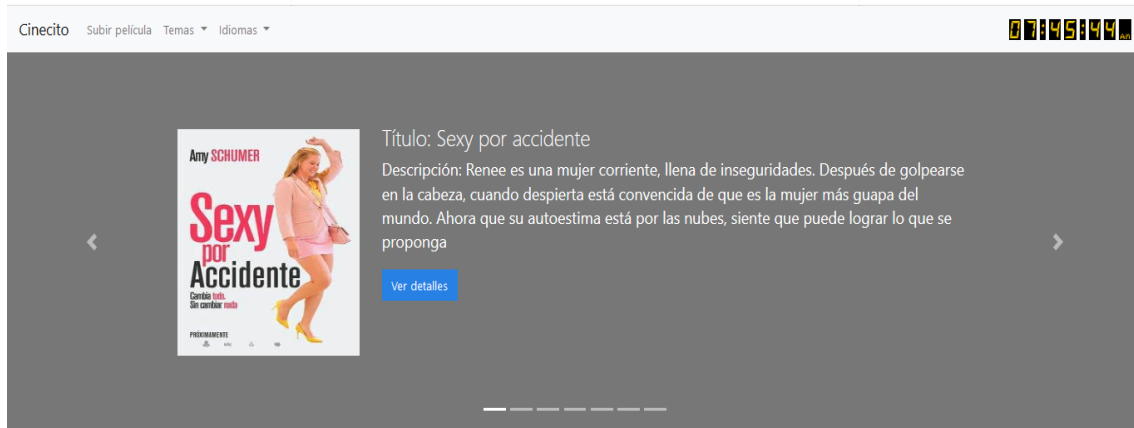 Cinecito Subir película Temas Idiomas
07:45:44 AM
Título: Sexy por accidente
Descripción: Renee es una mujer corriente, llena de inseguridades. Después de golpearse
en la cabeza, cuando despierta está convencida de que es la mujer más guapa del
mundo. Ahora que su autoestima está por las nubes, siente que puede lograr lo que se
proponga
Ver detalles
Amy SCHUMER
Sexy
por
Accidente
Cambia todo.
Sin cambiar nada
PRÓXIMAMENTE